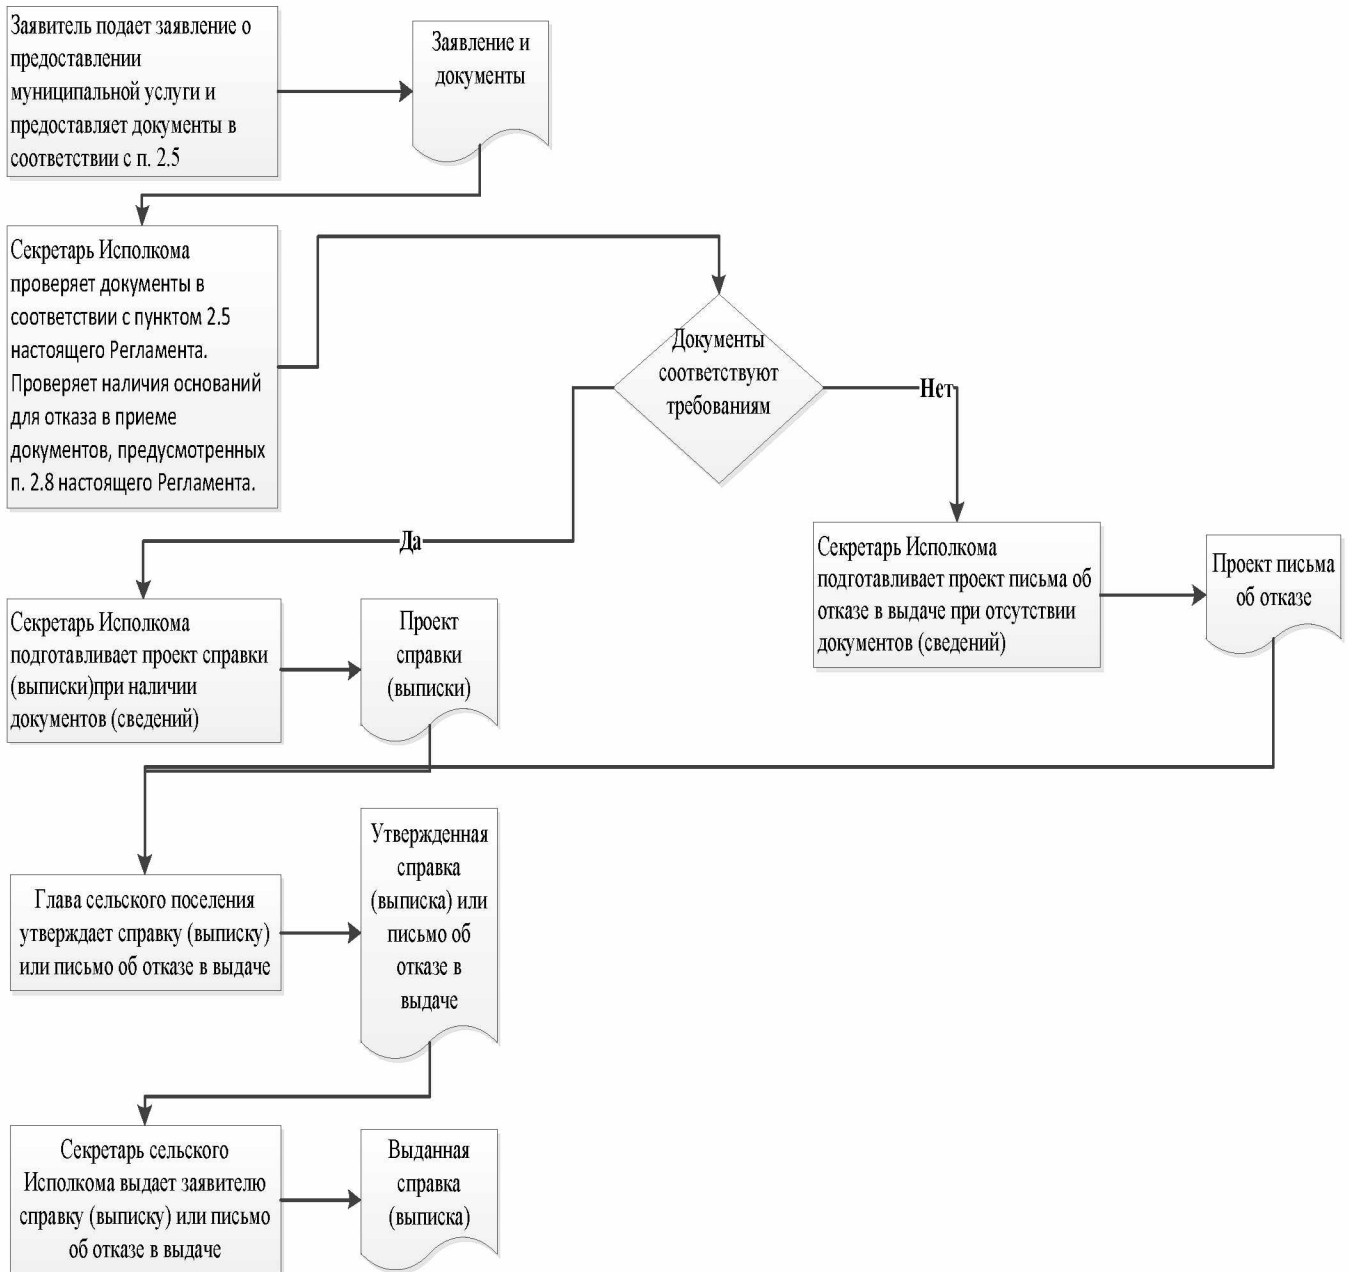 Заявитель подает заявление о
предоставлении
муниципальной услуги и
предоставляет документы в
соответствии с п. 2.5
Заявление и
документы
Секретарь Исполкома
проверяет документы в
соответствии с пунктом 2.5
настоящего Регламента.
Проверяет наличия оснований
для отказа в приеме
документов, предусмотренных
п. 2.8 настоящего Регламента.
Документы
соответствуют
требованиям
Нет
Да
Секретарь Исполкома
подготавливает проект письма об
отказе в выдаче при отсутствии
документов (сведений)
Проект письма
об отказе
Секретарь Исполкома
подготавливает проект справки
(выписки)при наличии
документов (сведений)
Проект
справки
(выписки)
Глава сельского поселения
утверждает справку (выписку)
или письмо об отказе в выдаче
Утвержденная
справка
(выписка) или
письмо об
отказе в
выдаче
Секретарь сельского
Исполкома выдает заявителю
справку (выписку) или письмо
об отказе в выдаче
Выданная
справка
(выписка)